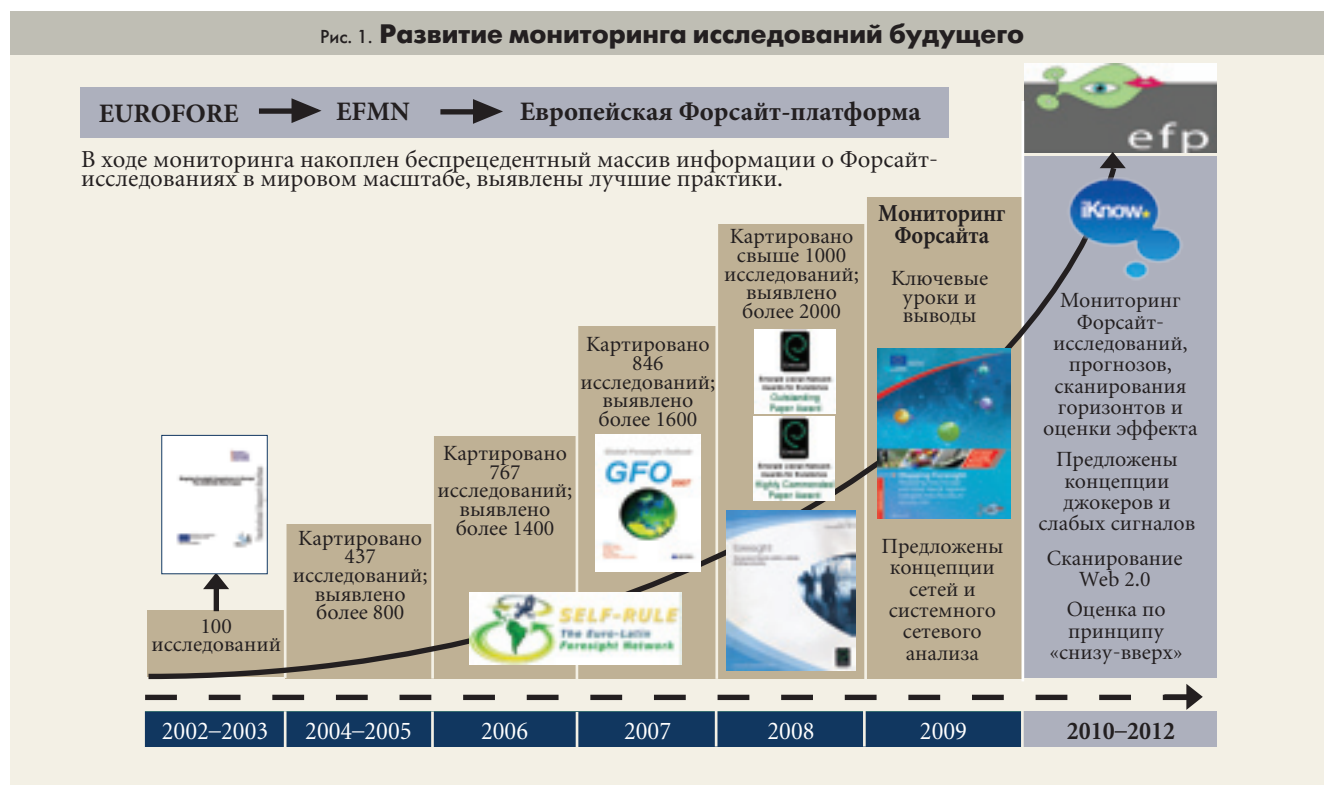 Рис. 1. Развитие мониторинга исследований будущего
EUROFORE EFMN Европейская Форсайт-платформа
В ходе мониторинга накоплен беспрецедентный массив информации о Форсайт-
исследованиях в мировом масштабе, выявлены лучшие практики.
100
исследований
Картировано
437
исследований;
выявлено
более 800
Картировано
767
исследований;
выявлено
более 1400
SELF-RULE
The Euro-Latin
Foresight Network
Картировано
846
исследований;
выявлено
более 1600
Global Foresight Outlook
GFO
2007
Картировано
свыше 1000
исследований;
выявлено
более 2000
Outstanding
Paper Award
Highly Commended
Paper Award
foresight
Мониторинг
Форсайта
Ключевые
уроки и
выводы
Предложены
концепции
сетей и
системного
сетевого
анализа
efp
iKnow.
Мониторинг
Форсайт-
исследований,
прогнозов,
сканирования
горизонтов и
оценки эффекта
Предложены
концепции
джокеров и
слабых сигналов
Сканирование
Web 2.0
Оценка по
принципу
«снизу-вверх»
2002–2003 2004–2005 2006 2007 2008 2009 2010–2012